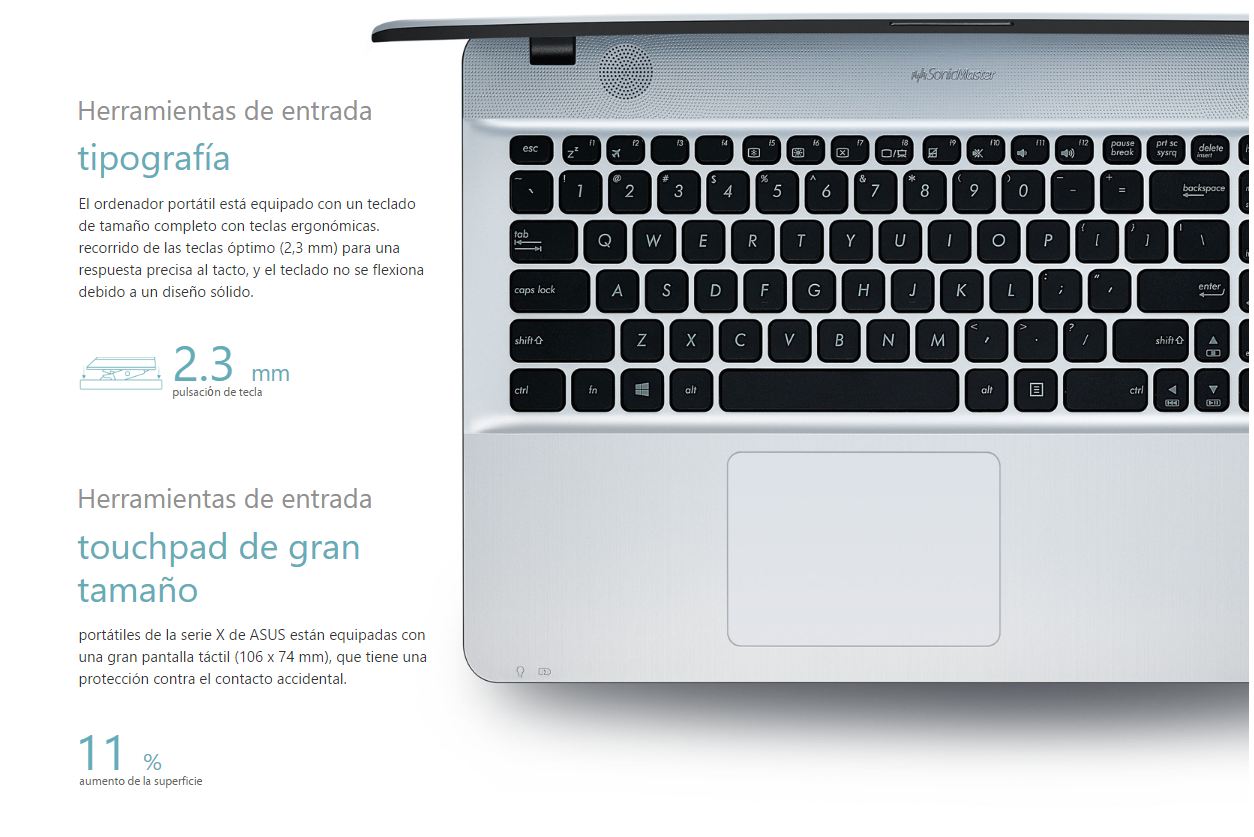 SonicMaster
Herramientas de entrada
tipografía
El ordenador portátil está equipado con un teclado
de tamaño completo con teclas ergonómicas.
recorrido de las teclas óptimo (2,3 mm) para una
respuesta precisa al tacto, y el teclado no se flexiona
debido a un diseño sólido.
2.3 mm
pulsación de tecla
Herramientas de entrada
touchpad de gran
tamaño
portátiles de la serie X de ASUS están equipadas con
una gran pantalla táctil (106 x 74 mm), que tiene una
protección contra el contacto accidental.
11 %
aumento de la superficie
esc f1 f2 f3 f4 f5 f6 f7 f8 f9 f10 f11 f12 pause break prt sc sysrq delete insert
~ ` ! 1 @ 2 # 3 $ 4 % 5 ^ 6 & 7 * 8 ( 9 ) 0 _ - + = backspace
tab Q W E R T Y U I O P { [ } ] | \
caps lock A S D F G H J K L : ; " ' enter
shift Z X C V B N M < , > . ? / shift
ctrl fn alt alt ctrl